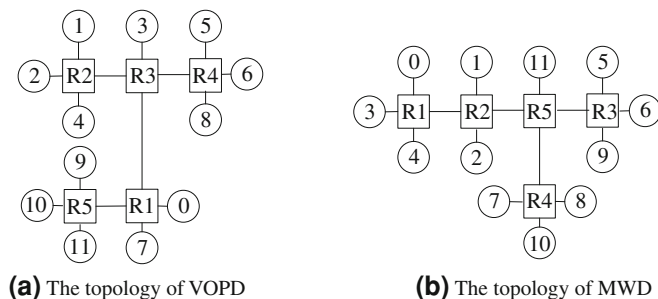 1 3 5
2 R2 R3 R4 6
4 8
9
10 R5 R1 0
11 7
(a) The topology of VOPD
0 1 11 5
3 R1 R2 R5 R3 6
4 2 9
7 R4 8
10
(b) The topology of MWD